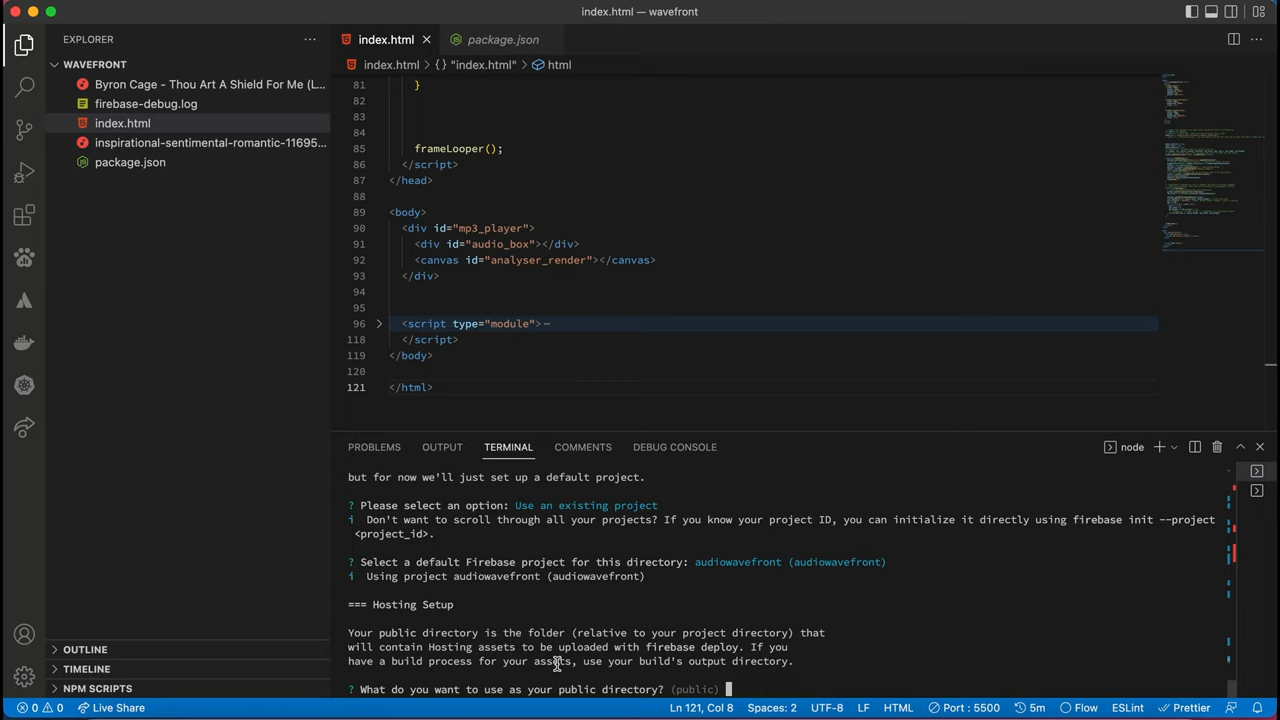 index.html — wavefront
EXPLORER
index.html
package.json
WAVEFRONT
index.html
"index.html"
html
Byron Cage - Thou Art A Shield For Me (L...
firebase-debug.log
index.html
inspirational-sentimental-romantic-11695...
package.json
81 }
82
83
84
85 frameLooper();
86 </script>
87 </head>
88
89 <body>
90 <div id="mp3_player">
91 <div id="audio_box"></div>
92 <canvas id="analyser_render"></canvas>
93 </div>
94
95
96 <script type="module">
118 </script>
119 </body>
120
121 </html>
PROBLEMS OUTPUT TERMINAL COMMENTS DEBUG CONSOLE
node
but for now we'll just set up a default project.
? Please select an option: Use an existing project
i Don't want to scroll through all your projects? If you know your project ID, you can initialize it directly using firebase init --project
<project_id>.
? Select a default Firebase project for this directory: audiowavefront (audiowavefront)
i Using project audiowavefront (audiowavefront)
=== Hosting Setup
Your public directory is the folder (relative to your project directory) that
will contain Hosting assets to be uploaded with firebase deploy. If you
have a build process for your assets, use your build's output directory.
? What do you want to use as your public directory? (public)
OUTLINE
TIMELINE
NPM SCRIPTS
0 0 Live Share Ln 121, Col 8 Spaces: 2 UTF-8 LF HTML Port : 5500 5m Flow ESLint Prettier